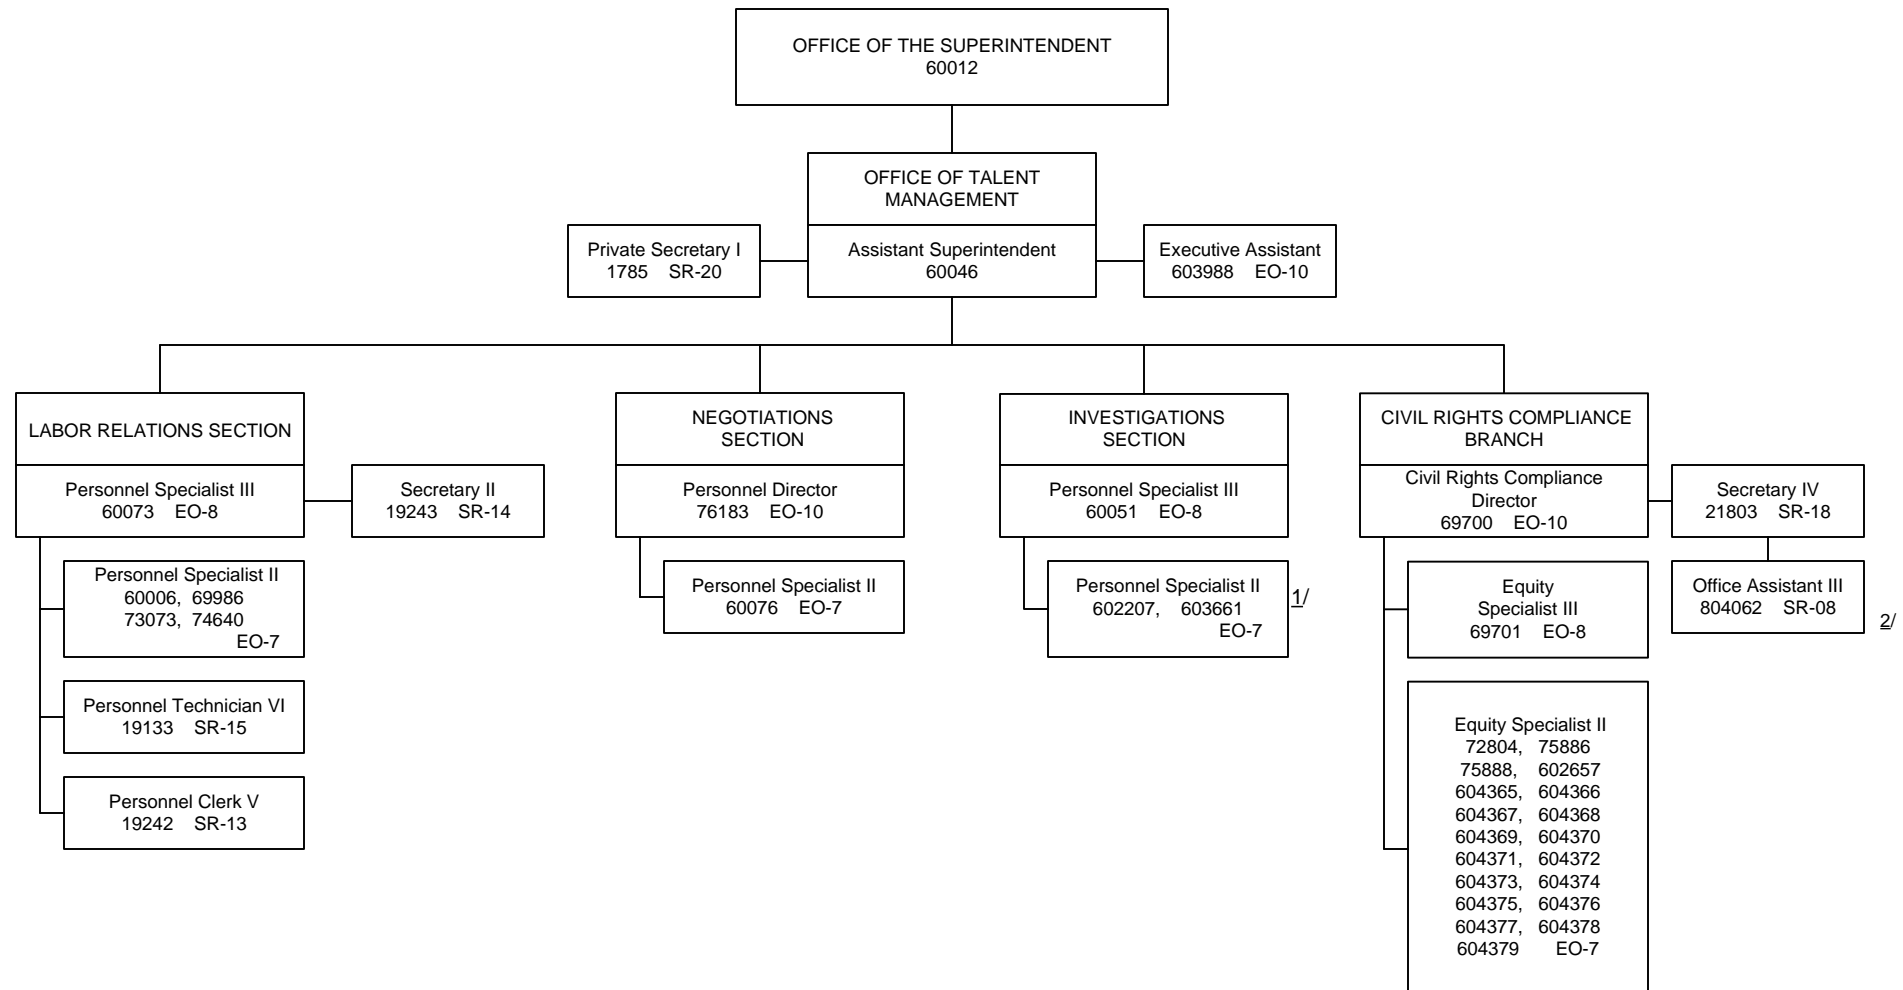 OFFICE OF THE SUPERINTENDENT
60012
OFFICE OF TALENT
MANAGEMENT
Assistant Superintendent
60046
Private Secretary I
1785 SR-20
Executive Assistant
603988 EO-10
LABOR RELATIONS SECTION
Personnel Specialist III
60073 EO-8
Secretary II
19243 SR-14
Personnel Specialist II
60006, 69986
73073, 74640
EO-7
Personnel Technician VI
19133 SR-15
Personnel Clerk V
19242 SR-13
NEGOTIATIONS
SECTION
Personnel Director
76183 EO-10
Personnel Specialist II
60076 EO-7
INVESTIGATIONS
SECTION
Personnel Specialist III
60051 EO-8
Personnel Specialist II
602207, 603661
EO-7
1/
CIVIL RIGHTS COMPLIANCE
BRANCH
Civil Rights Compliance
Director
69700 EO-10
Secretary IV
21803 SR-18
Office Assistant III
804062 SR-08
2/
Equity
Specialist III
69701 EO-8
Equity Specialist II
72804, 75886
75888, 602657
604365, 604366
604367, 604368
604369, 604370
604371, 604372
604373, 604374
604375, 604376
604377, 604378
604379 EO-7